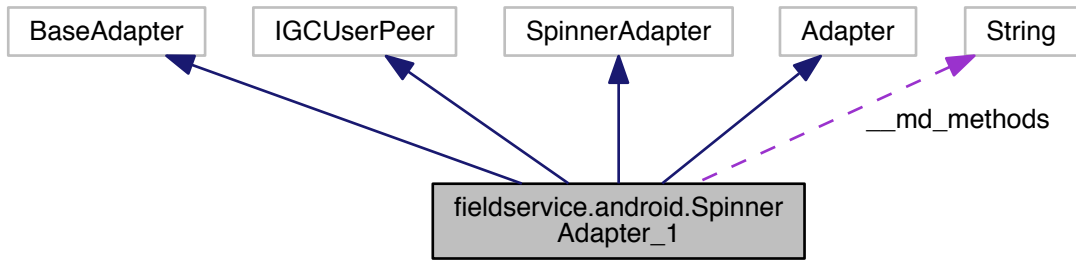 BaseAdapter
IGCUserPeer
SpinnerAdapter
Adapter
String
__md_methods
fieldservice.android.Spinner
Adapter_1